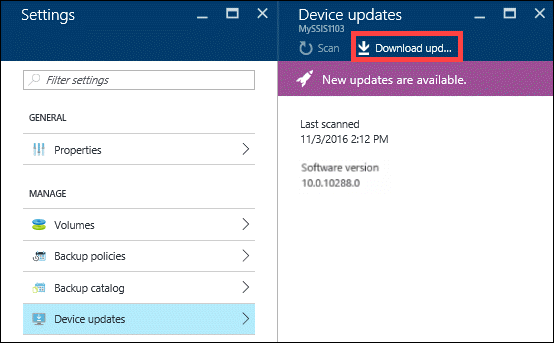 Settings
Filter settings
GENERAL
Properties
MANAGE
Volumes
Backup policies
Backup catalog
Device updates
Device updates
MySSIS1103
Scan
Download upd...
New updates are available.
Last scanned
11/3/2016 2:12 PM
Software version
10.0.10288.0